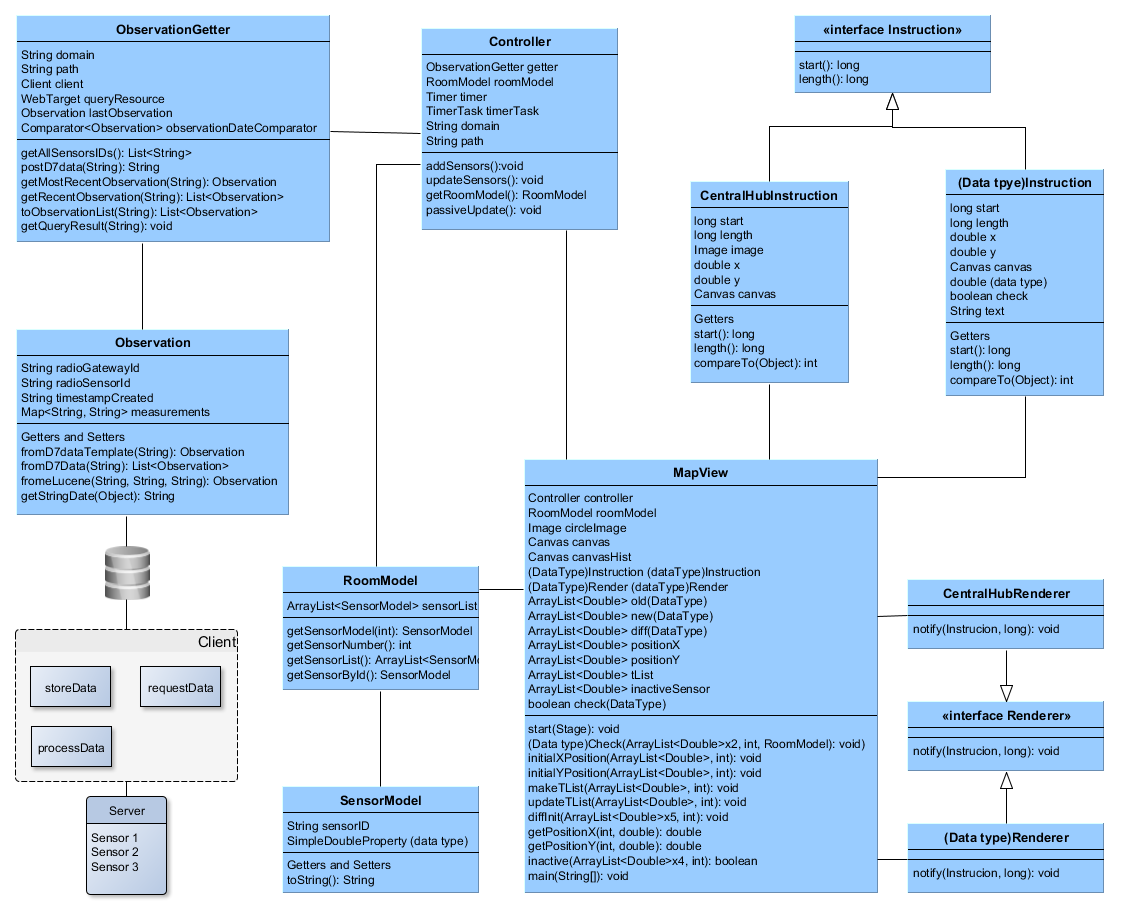 ObservationGetter
String domain
String path
Client client
WebTarget queryResource
Observation lastObservation
Comparator<Observation> observationDateComparator
getAllSensorsIDs(): List<String>
postD7data(String): String
getMostRecentObservation(String): Observation
getRecentObservation(String): List<Observation>
toObservationList(String): List<Observation>
getQueryResult(String): void
Controller
ObservationGetter getter
RoomModel roomModel
Timer timer
TimerTask timerTask
String domain
String path
addSensors():void
updateSensors(): void
getRoomModel(): RoomModel
passiveUpdate(): void
«interface Instruction»
start(): long
length(): long
CentralHubInstruction
long start
long length
Image image
double x
double y
Canvas canvas
Getters
start(): long
length(): long
compareTo(Object): int
(Data tpye)Instruction
long start
long length
double x
double y
Canvas canvas
double (data type)
boolean check
String text
Getters
start(): long
length(): long
compareTo(Object): int
Observation
String radioGatewayId
String radioSensorId
String timestampCreated
Map<String, String> measurements
Getters and Setters
fromD7dataTemplate(String): Observation
fromD7Data(String): List<Observation>
fromeLucene(String, String, String): Observation
getStringDate(Object): String
Client
storeData
requestData
processData
Server
Sensor 1
Sensor 2
Sensor 3
RoomModel
ArrayList<SensorModel> sensorList
getSensorModel(int): SensorModel
getSensorNumber(): int
getSensorList(): ArrayList<SensorM
getSensorById(): SensorModel
SensorModel
String sensorID
SimpleDoubleProperty (data type)
Getters and Setters
toString(): String
MapView
Controller controller
RoomModel roomModel
Image circleImage
Canvas canvas
Canvas canvasHist
(DataType)Instruction (dataType)Instruction
(DataType)Render (dataType)Render
ArrayList<Double> old(DataType)
ArrayList<Double> new(DataType)
ArrayList<Double> diff(DataType)
ArrayList<Double> positionX
ArrayList<Double> positionY
ArrayList<Double> tList
ArrayList<Double> inactiveSensor
boolean check(DataType)
start(Stage): void
(Data type)Check(ArrayList<Double>x2, int, RoomModel): void)
initialXPosition(ArrayList<Double>, int): void
initialYPosition(ArrayList<Double>, int): void
makeTList(ArrayList<Double>, int): void
updateTList(ArrayList<Double>, int): void
diffInit(ArrayList<Double>x5, int): void
getPositionX(int, double): double
getPositionY(int, double): double
inactive(ArrayList<Double>x4, int): boolean
main(String[]): void
CentralHubRenderer
notify(Instrucion, long): void
«interface Renderer»
notify(Instrucion, long): void
(Data type)Renderer
notify(Instrucion, long): void